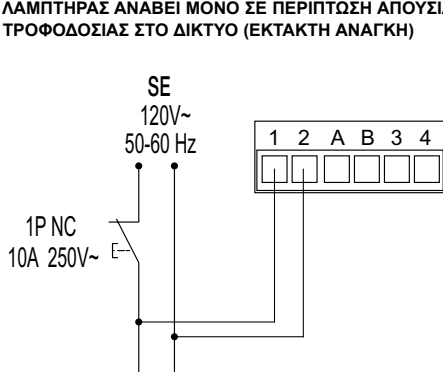 ΛΑΜΠΤΗΡΑΣ ΑΝΑΒΕΙ ΜΟΝΟ ΣΕ ΠΕΡΙΠΤΩΣΗ ΑΠΟΥΣΙΑ
ΤΡΟΦΟΔΟΣΙΑΣ ΣΤΟ ΔΙΚΤΥΟ (ΕΚΤΑΚΤΗ ΑΝΑΓΚΗ)
SE
120V~
50-60 Hz
1 2 A B 3 4
1P NC
10A 250V~